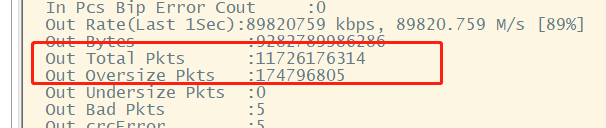 In Pcs Bip Error Cout :0
Out Rate(Last 1Sec):89820759 kbps, 89820.759 M/s [89%]
Out Bytes :9282789986286
Out Total Pkts :11726176314
Out Oversize Pkts :174796805
Out Undersize Pkts :0
Out Bad Pkts :5
Out crcError :5